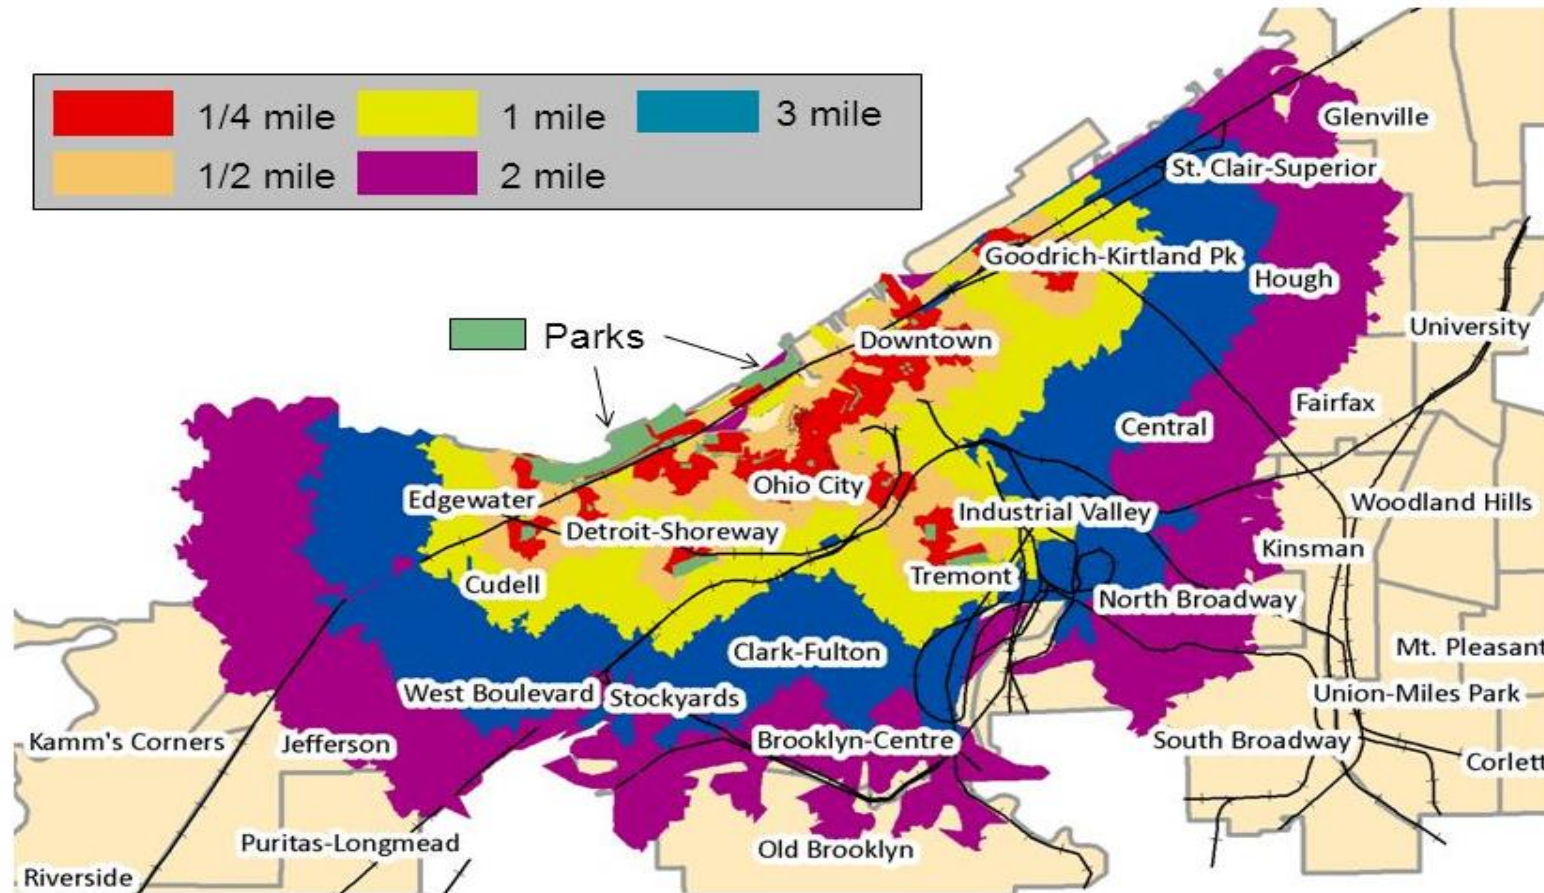 1/4 mile
1 mile
3 mile
1/2 mile
2 mile
Glenville
St. Clair-Superior
Goodrich-Kirtland Pk
Hough
University
Parks
Downtown
Fairfax
Central
Edgewater
Ohio City
Woodland Hills
Industrial Valley
Detroit-Shoreway
Kinsman
Cudell
Tremont
North Broadway
Mt. Pleasant
Clark-Fulton
West Boulevard
Stockyards
Union-Miles Park
Kamm's Corners
Jefferson
Brooklyn-Centre
South Broadway
Corlett
Puritas-Longmead
Old Brooklyn
Riverside